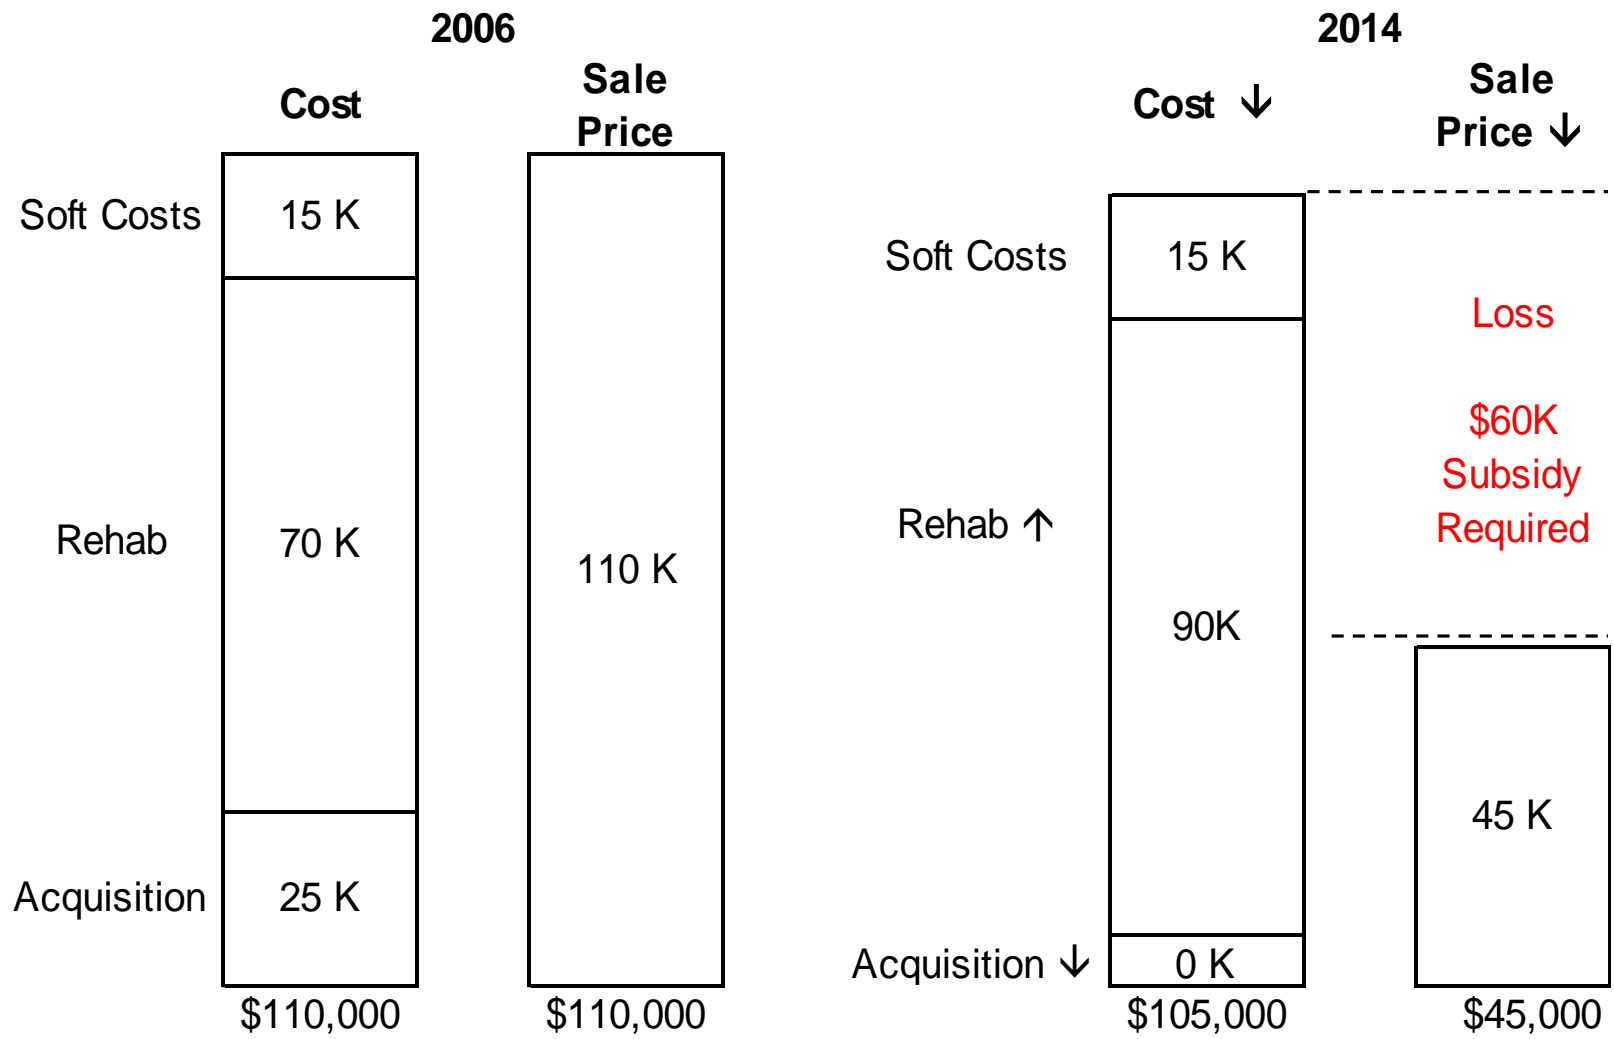 2006
Cost
Sale
Price
Soft Costs
15 K
Rehab
70 K
110 K
Acquisition
25 K
$110,000
$110,000
2014
Cost ↓
Sale
Price ↓
Soft Costs
15 K
Loss
$60K
Subsidy
Required
Rehab ↑
90K
45 K
Acquisition ↓
0 K
$105,000
$45,000